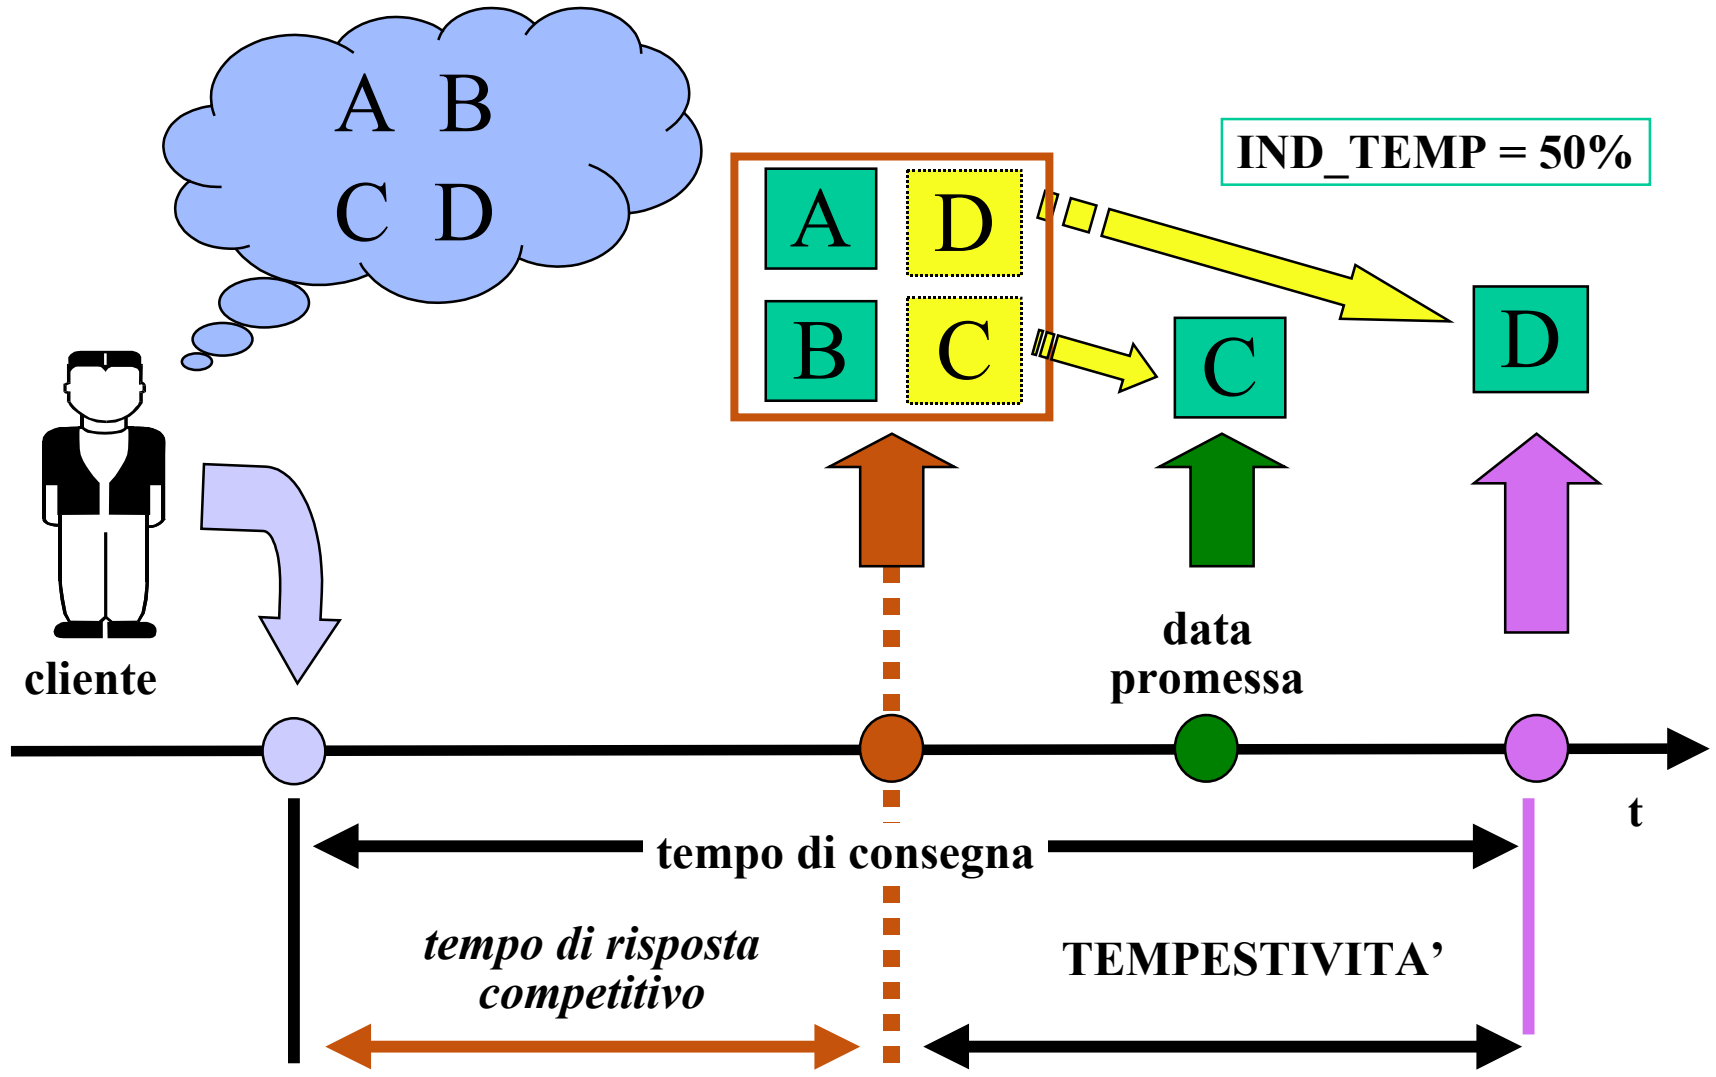 A B
C D
IND_TEMP = 50%
A D
B C
C
D
cliente
data
promessa
t
tempo di consegna
tempo di risposta
competitivo
TEMPESTIVITA’